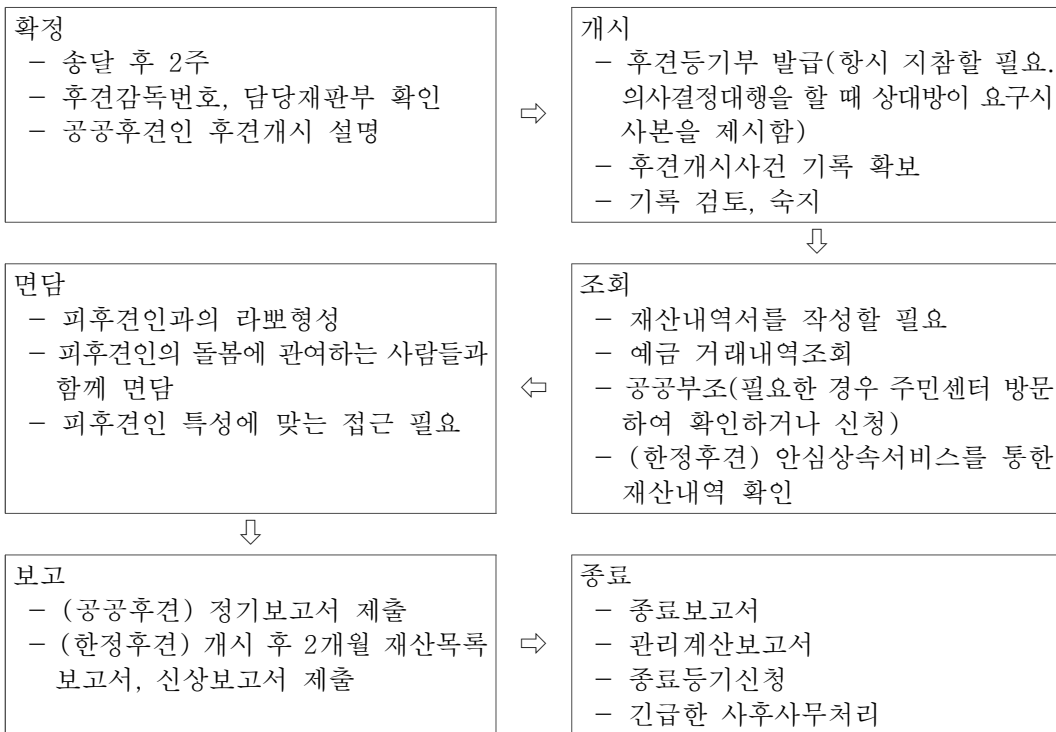 확정
- 송달 후 2주
- 후견감독번호, 담당재판부 확인
- 공공후견인 후견개시 설명
⇨
개시
- 후견등기부 발급(항시 지참할 필요.
의사결정대행을 할 때 상대방이 요구시
사본을 제시함)
- 후견개시사건 기록 확보
- 기록 검토, 숙지
⇩
조회
- 재산내역서를 작성할 필요
- 예금 거래내역조회
- 공공부조(필요한 경우 주민센터 방문
하여 확인하거나 신청)
- (한정후견) 안심상속서비스를 통한
재산내역 확인
⇦
면담
- 피후견인과의 라뽀형성
- 피후견인의 돌봄에 관여하는 사람들과
함께 면담
- 피후견인 특성에 맞는 접근 필요
⇩
보고
- (공공후견) 정기보고서 제출
- (한정후견) 개시 후 2개월 재산목록
보고서, 신상보고서 제출
⇨
종료
- 종료보고서
- 관리계산보고서
- 종료등기신청
- 긴급한 사후사무처리